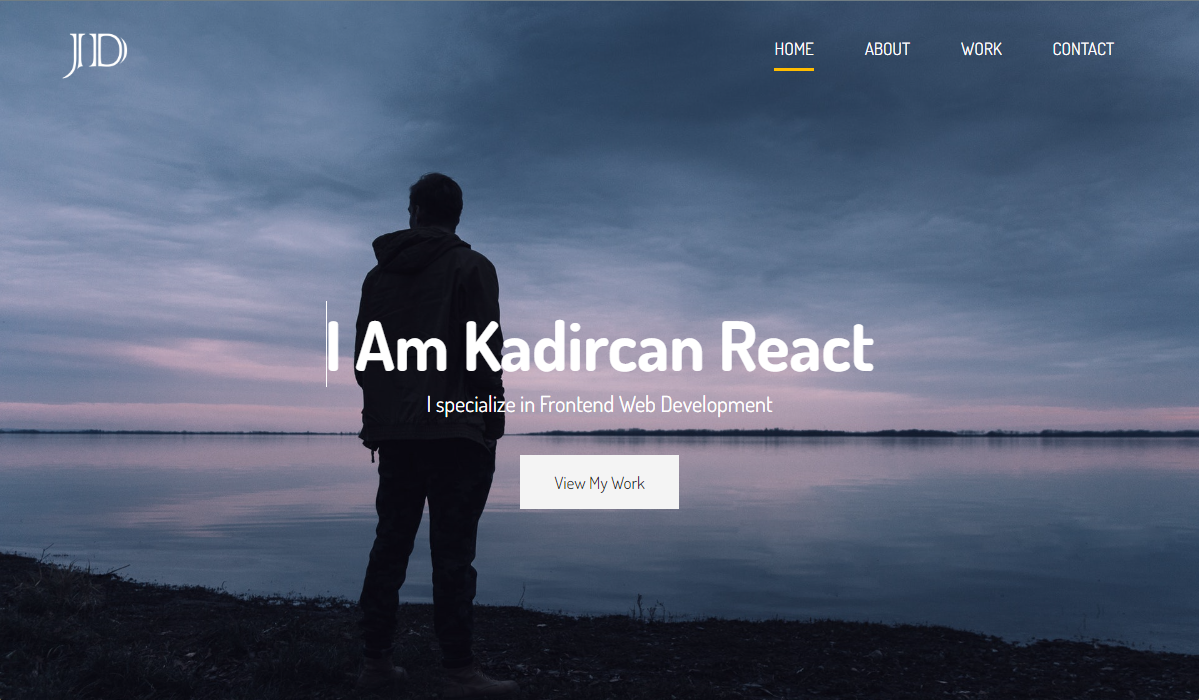 JD
HOME ABOUT WORK CONTACT
I Am Kadircan React
I specialize in Frontend Web Development
View My Work